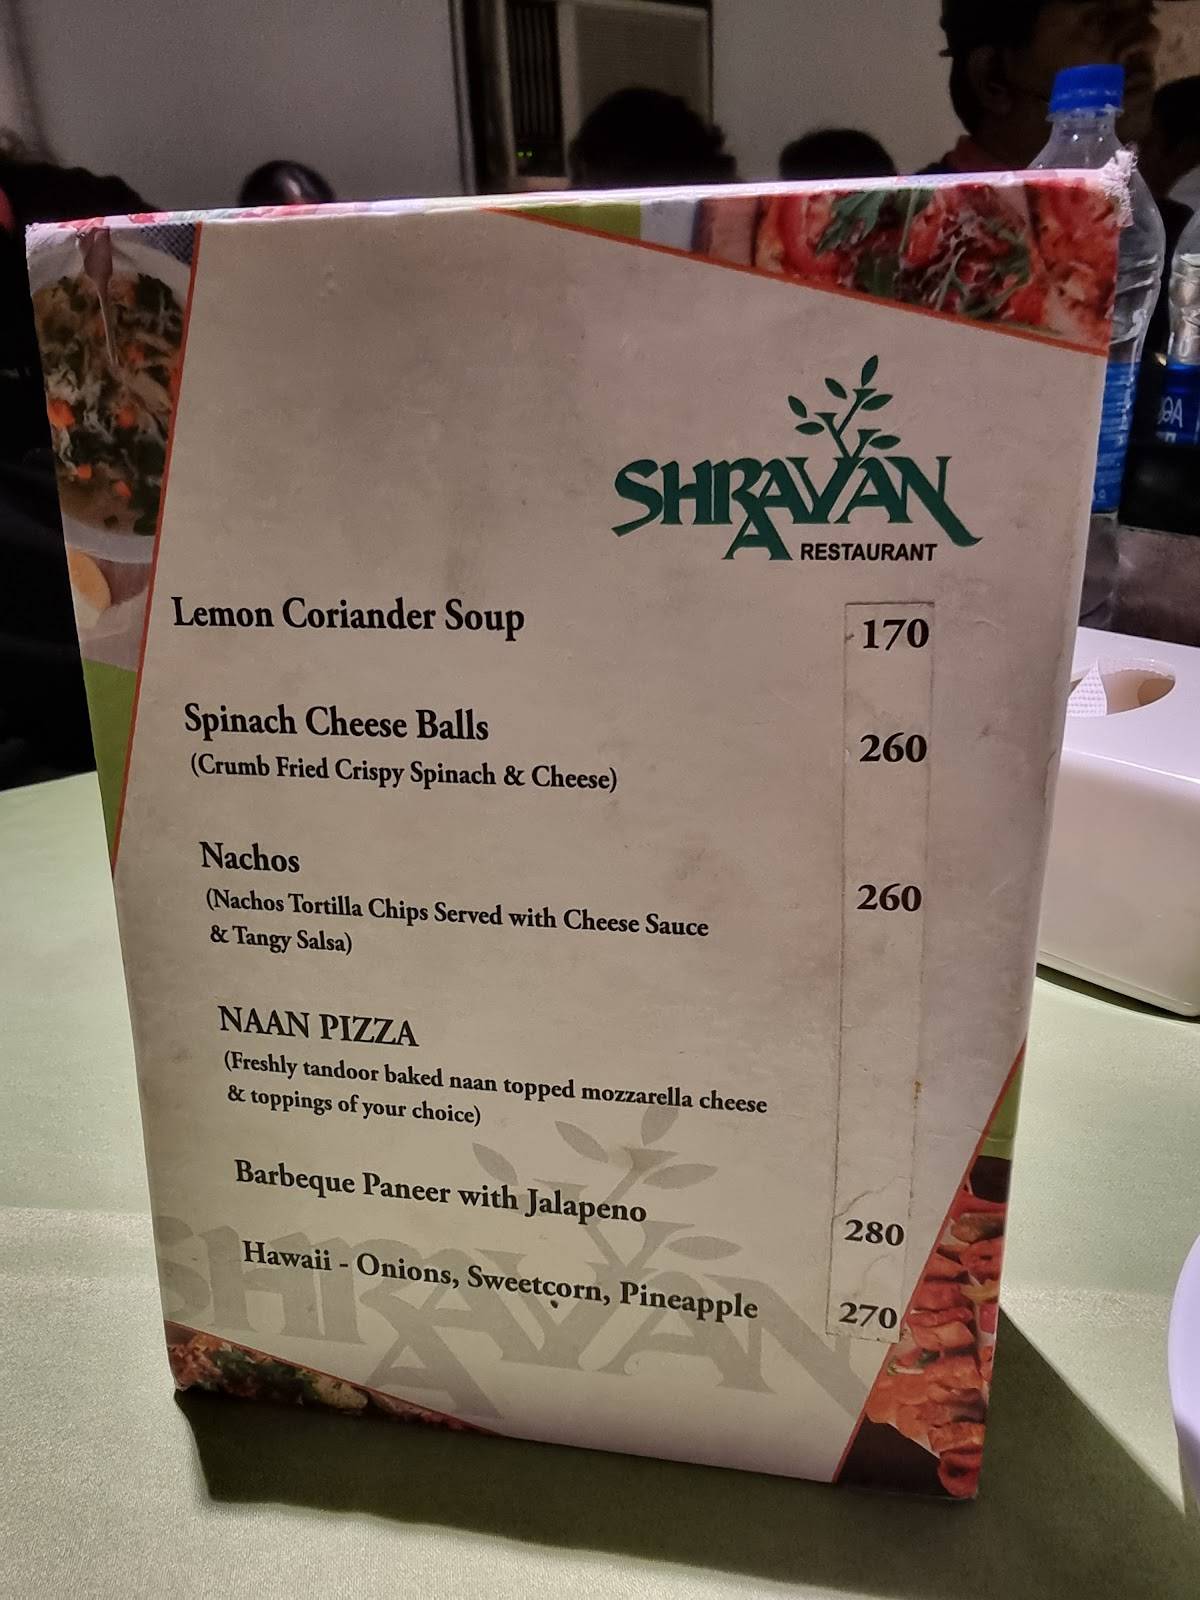 SHRAVAN
RESTAURANT
Lemon Coriander Soup 170
Spinach Cheese Balls 260
(Crumb Fried Crispy Spinach & Cheese)
Nachos 260
(Nachos Tortilla Chips Served with Cheese Sauce
& Tangy Salsa)
NAAN PIZZA
(Freshly tandoor baked naan topped mozzarella cheese
& toppings of your choice)
Barbeque Paneer with Jalapeno 280
Hawaii - Onions, Sweetcorn, Pineapple 270
SHRAVAN